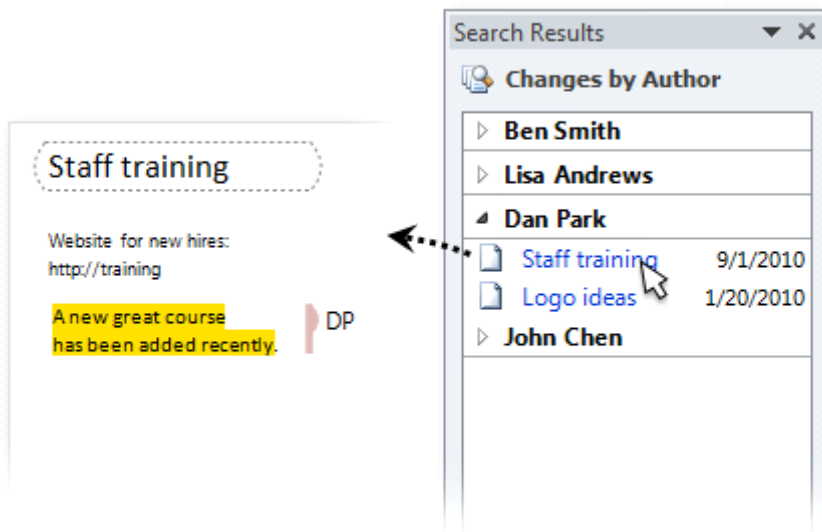 Search Results
Changes by Author
Ben Smith
Lisa Andrews
Dan Park
Staff training 9/1/2010
Logo ideas 1/20/2010
John Chen
Staff training
Website for new hires:
http://training
A new great course
has been added recently.
DP